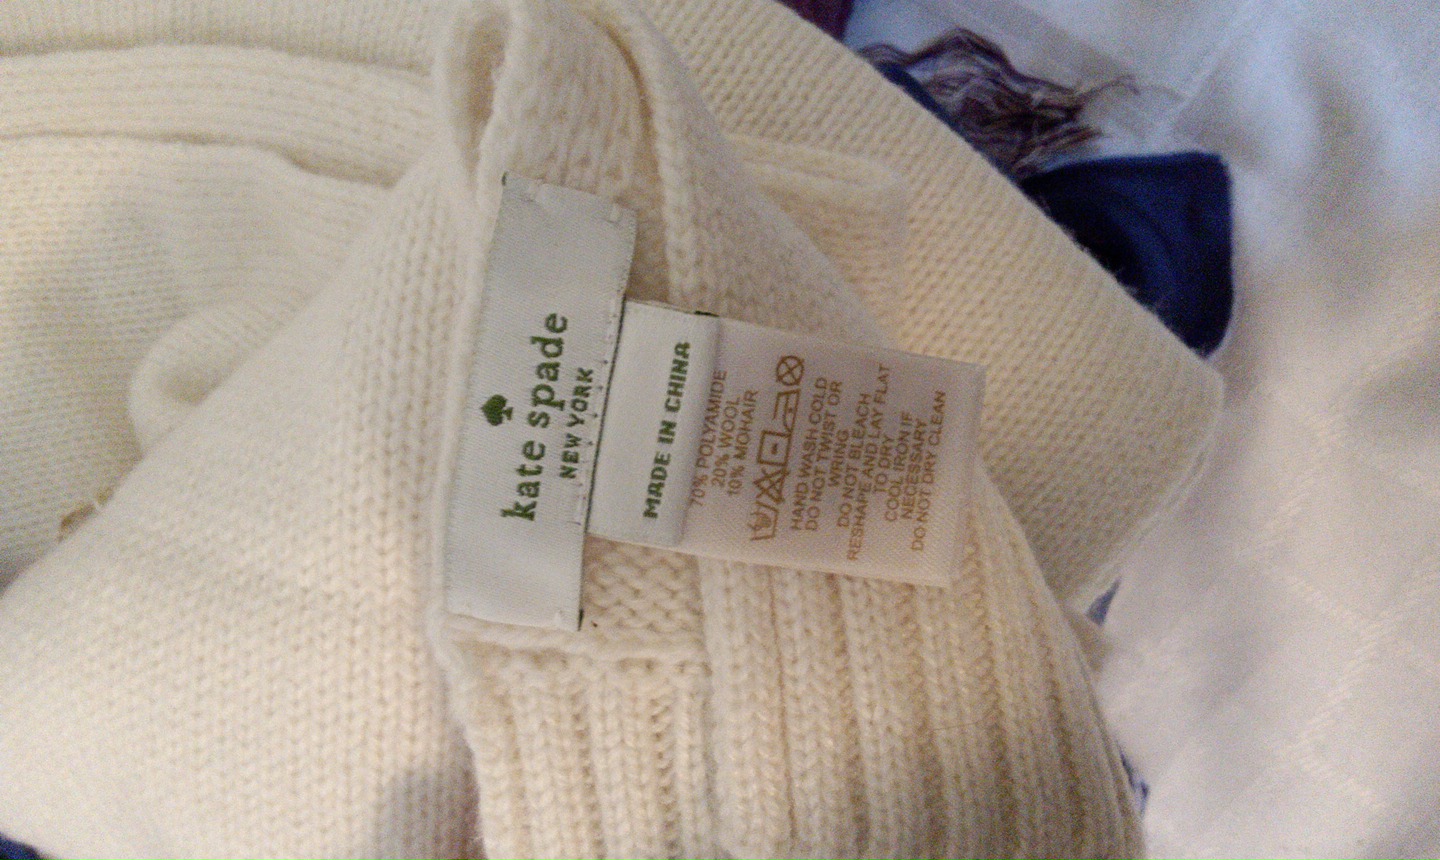 kate spade
NEW YORK
MADE IN CHINA
70% POLYAMIDE
20% WOOL
10% MOHAIR
HAND WASH COLD
DO NOT TWIST OR
WRING
DO NOT BLEACH
RESHAPE AND LAY FLAT
TO DRY
COOL IRON IF
NECESSARY
DO NOT DRY CLEAN